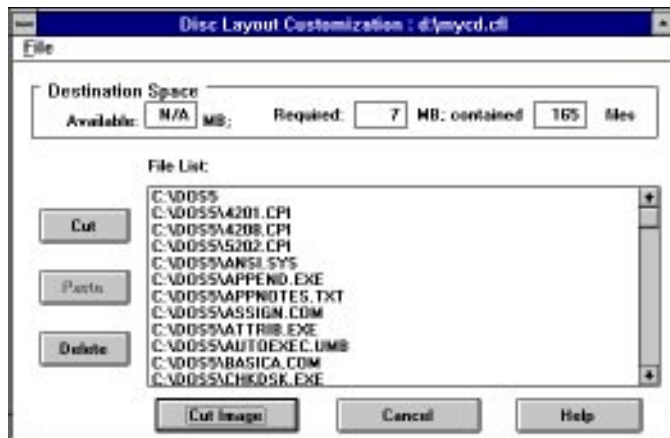 Disc Layout Customization : d:\mycd.cfl
File
Destination Space
Available: N/A MB; Required: 7 MB; contained 165 files
File List:
C:\DOS5
C:\DOS5\4201.CPI
C:\DOS5\4208.CPI
C:\DOS5\5202.CPI
C:\DOS5\ANSI.SYS
C:\DOS5\APPEND.EXE
C:\DOS5\APPNOTES.TXT
C:\DOS5\ASSIGN.COM
C:\DOS5\ATTRIB.EXE
C:\DOS5\AUTOEXEC.UMB
C:\DOS5\BASICA.COM
C:\DOS5\CHKDSK.EXE
Cut
Paste
Delete
Cut Image Cancel Help